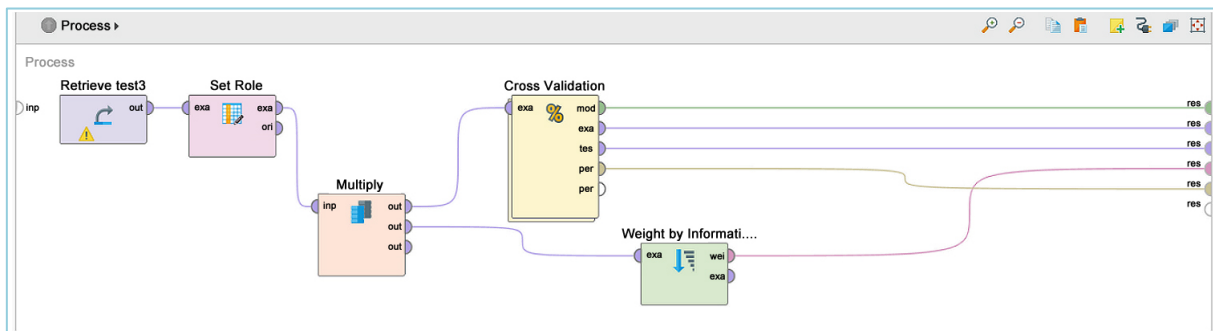 Process
Process
inp
Retrieve test3
out
Set Role
exa
exa
ori
Multiply
inp
out
out
out
Cross Validation
exa
mod
exa
tes
per
per
%
Weight by Informati....
exa
wei
exa
res
res
res
res
res
res